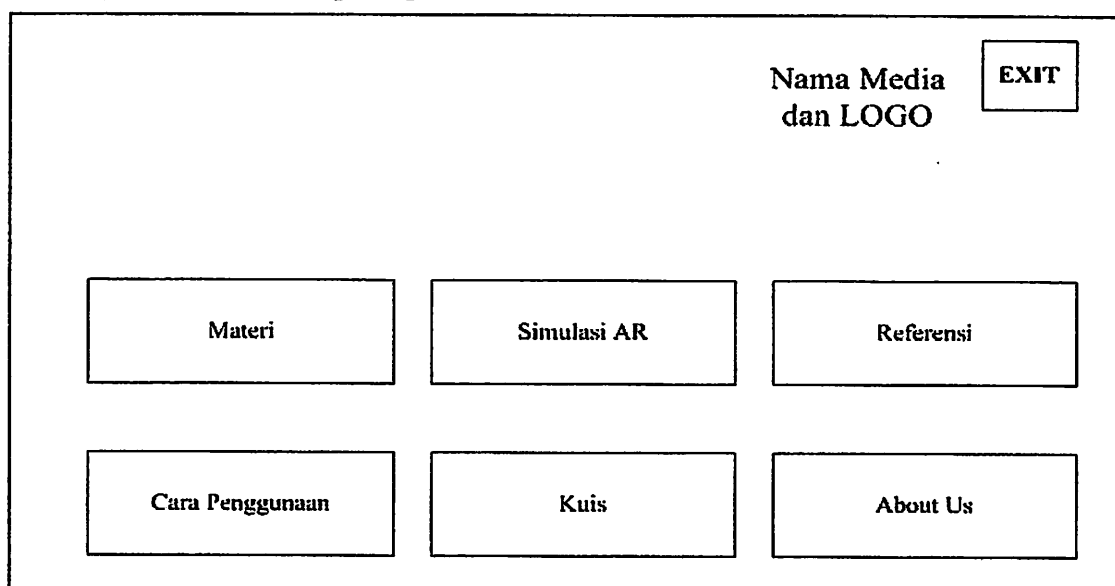 Nama Media
dan LOGO
EXIT
Materi
Simulasi AR
Referensi
Cara Penggunaan
Kuis
About Us